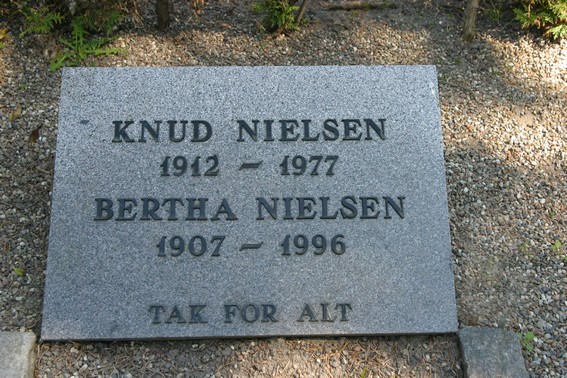 KNUD NIELSEN
1912 – 1977
BERTHA NIELSEN
1907 – 1996
TAK FOR ALT